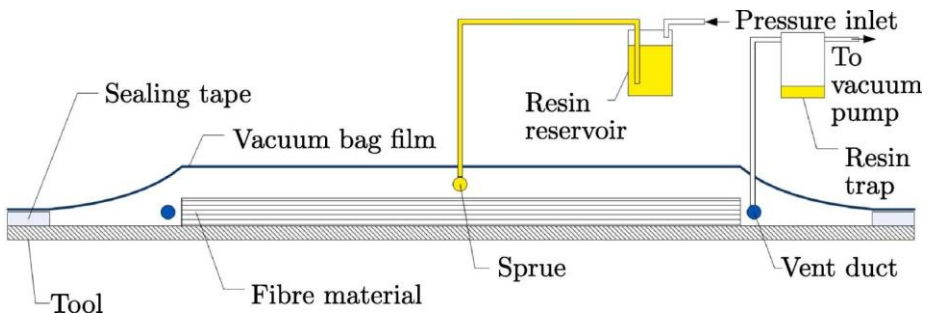 Pressure inlet
To
vacuum
pump
Sealing tape
Resin
reservoir
Vacuum bag film
Resin
trap
Sprue
Vent duct
Fibre material
Tool